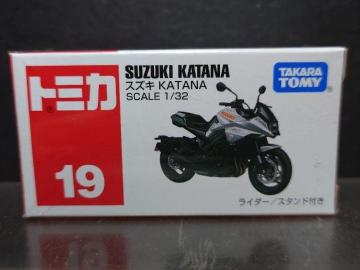 トミカ
19
SUZUKI KATANA
スズキ KATANA
SCALE 1/32
TAKARA
TOMY
ライダー/スタンド付き